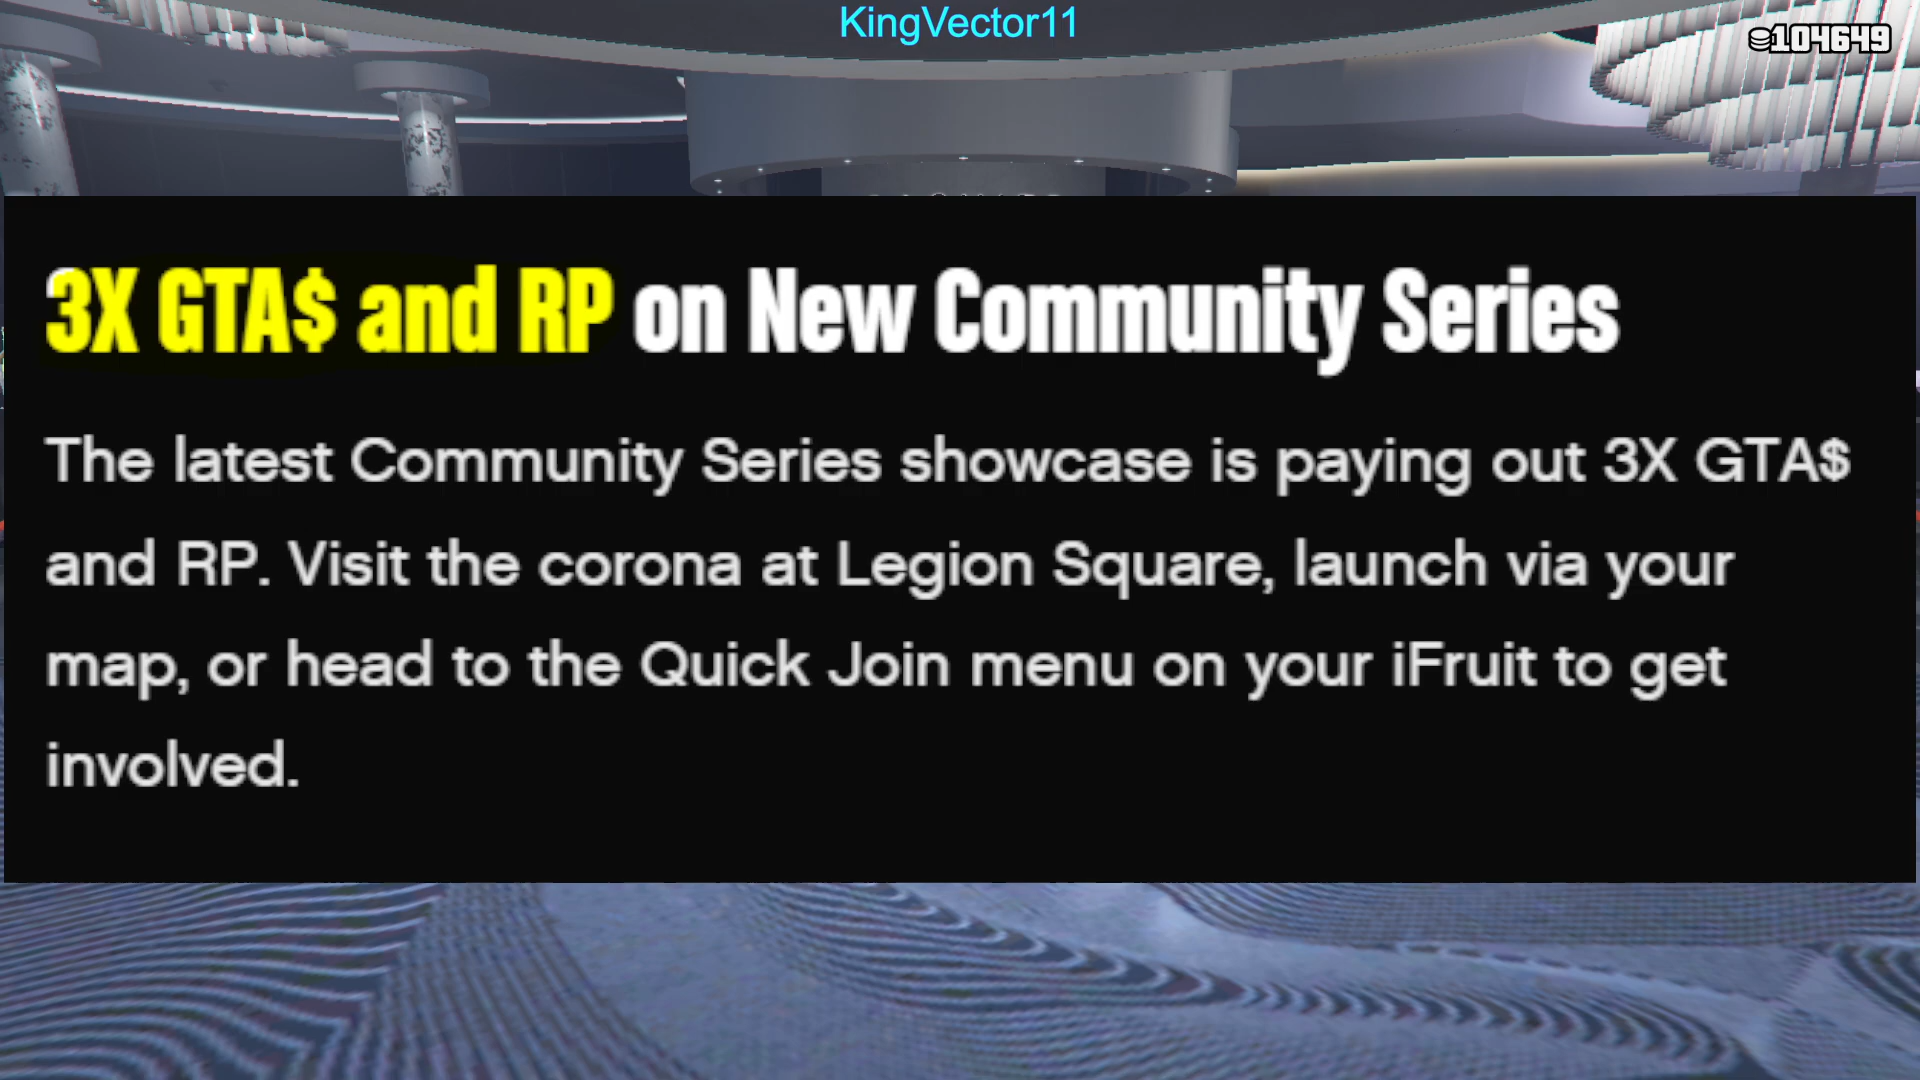 KingVector11
104649
3X GTA$ and RP on New Community Series
The latest Community Series showcase is paying out 3X GTA$
and RP. Visit the corona at Legion Square, launch via your
map, or head to the Quick Join menu on your iFruit to get
involved.